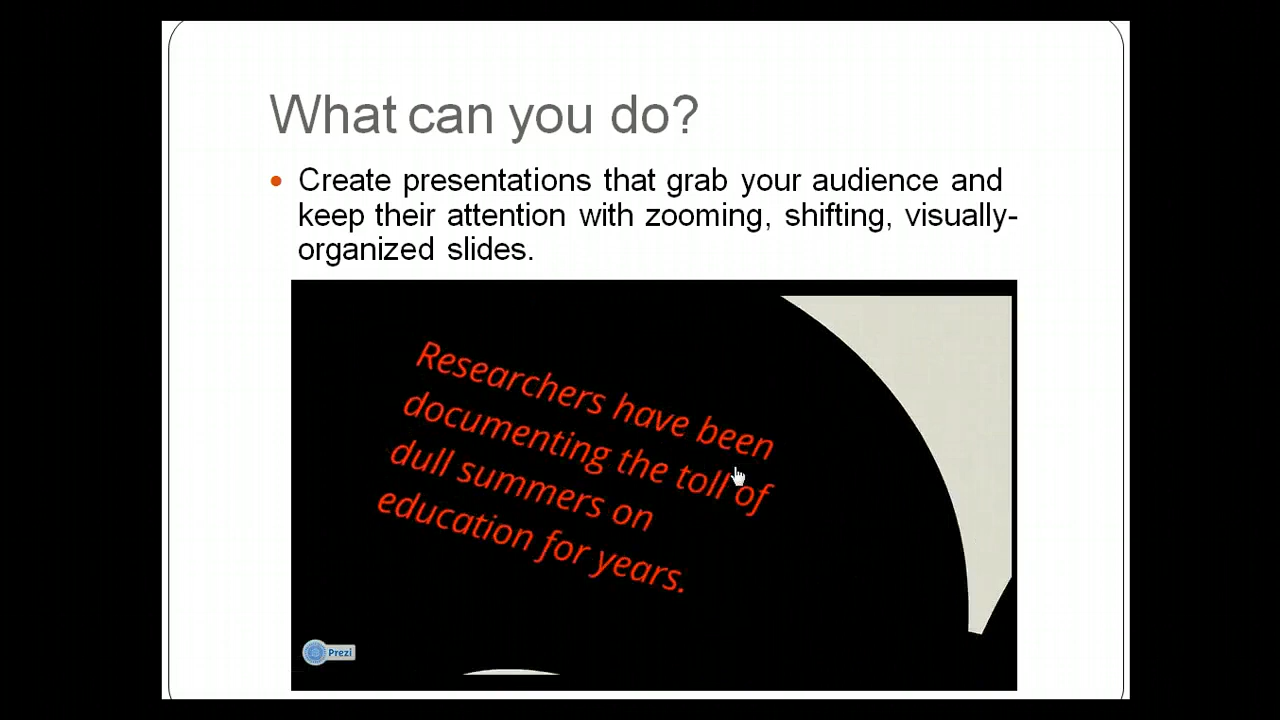 What can you do?
Create presentations that grab your audience and
keep their attention with zooming, shifting, visually-
organized slides.
Researchers have been
documenting the toll of
dull summers on
education for years.
Prezi